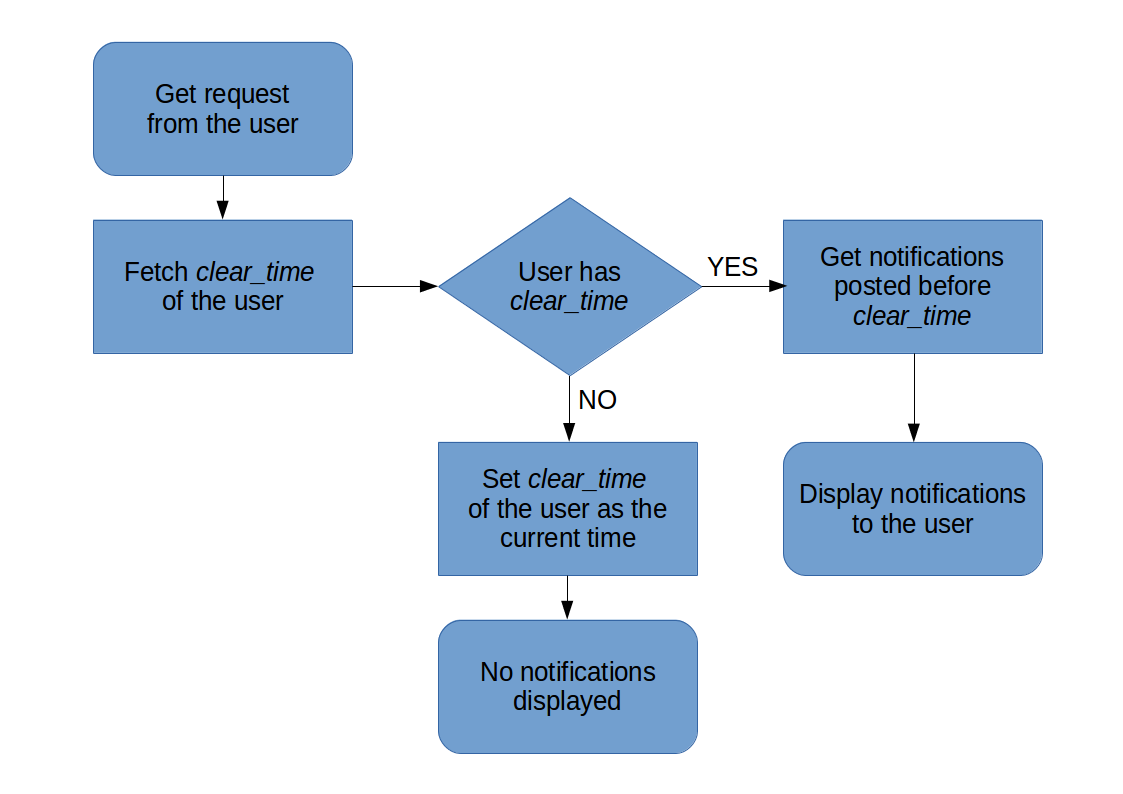 Get request
from the user
Fetch clear_time
of the user
User has
clear_time
YES
Get notifications
posted before
clear_time
NO
Set clear_time
of the user as the
current time
Display notifications
to the user
No notifications
displayed